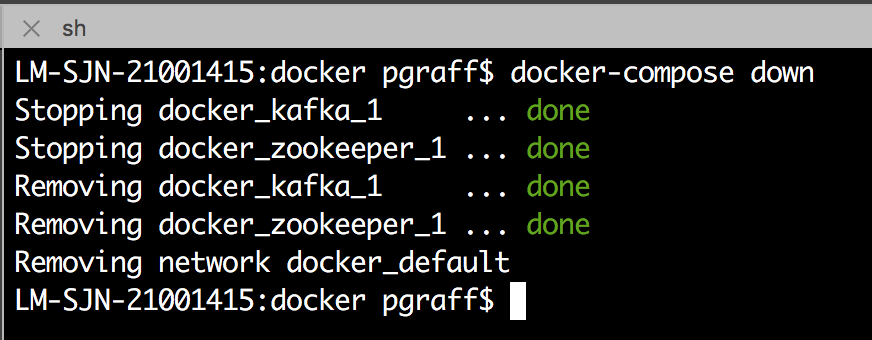 sh
LM-SJN-21001415:docker pgraff$ docker-compose down
Stopping docker_kafka_1     ... done
Stopping docker_zookeeper_1 ... done
Removing docker_kafka_1     ... done
Removing docker_zookeeper_1 ... done
Removing network docker_default
LM-SJN-21001415:docker pgraff$